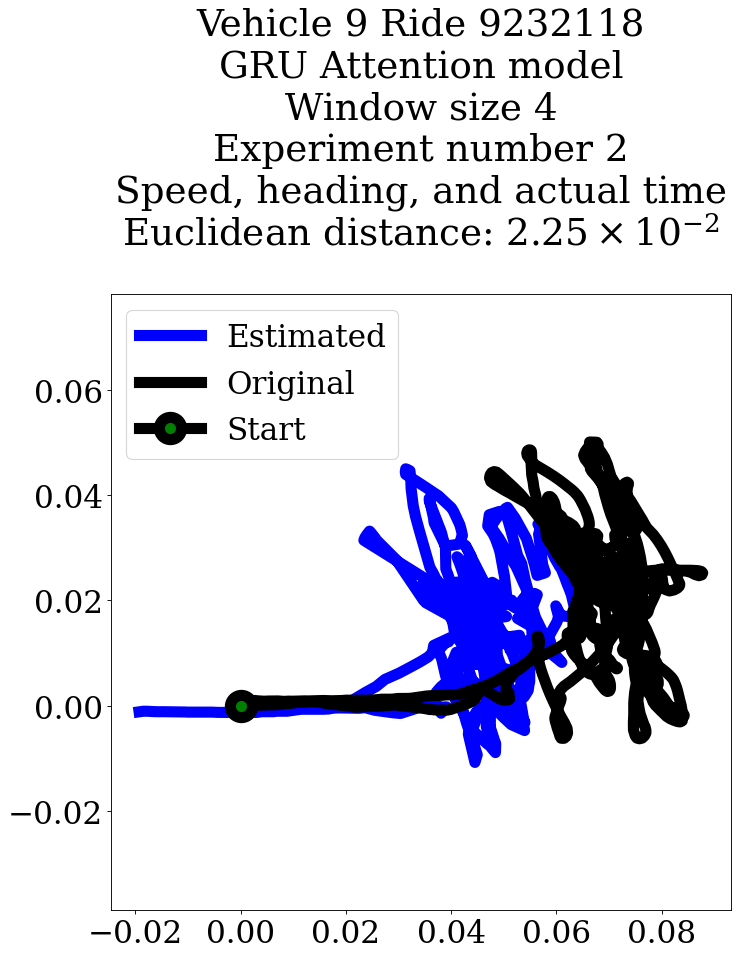 Vehicle 9 Ride 9232118
GRU Attention model
Window size 4
Experiment number 2
Speed, heading, and actual time
Euclidean distance: 2.25 × 10⁻²
Estimated
Original
Start
0.06
0.04
0.02
0.00
−0.02
−0.02 0.00 0.02 0.04 0.06 0.08